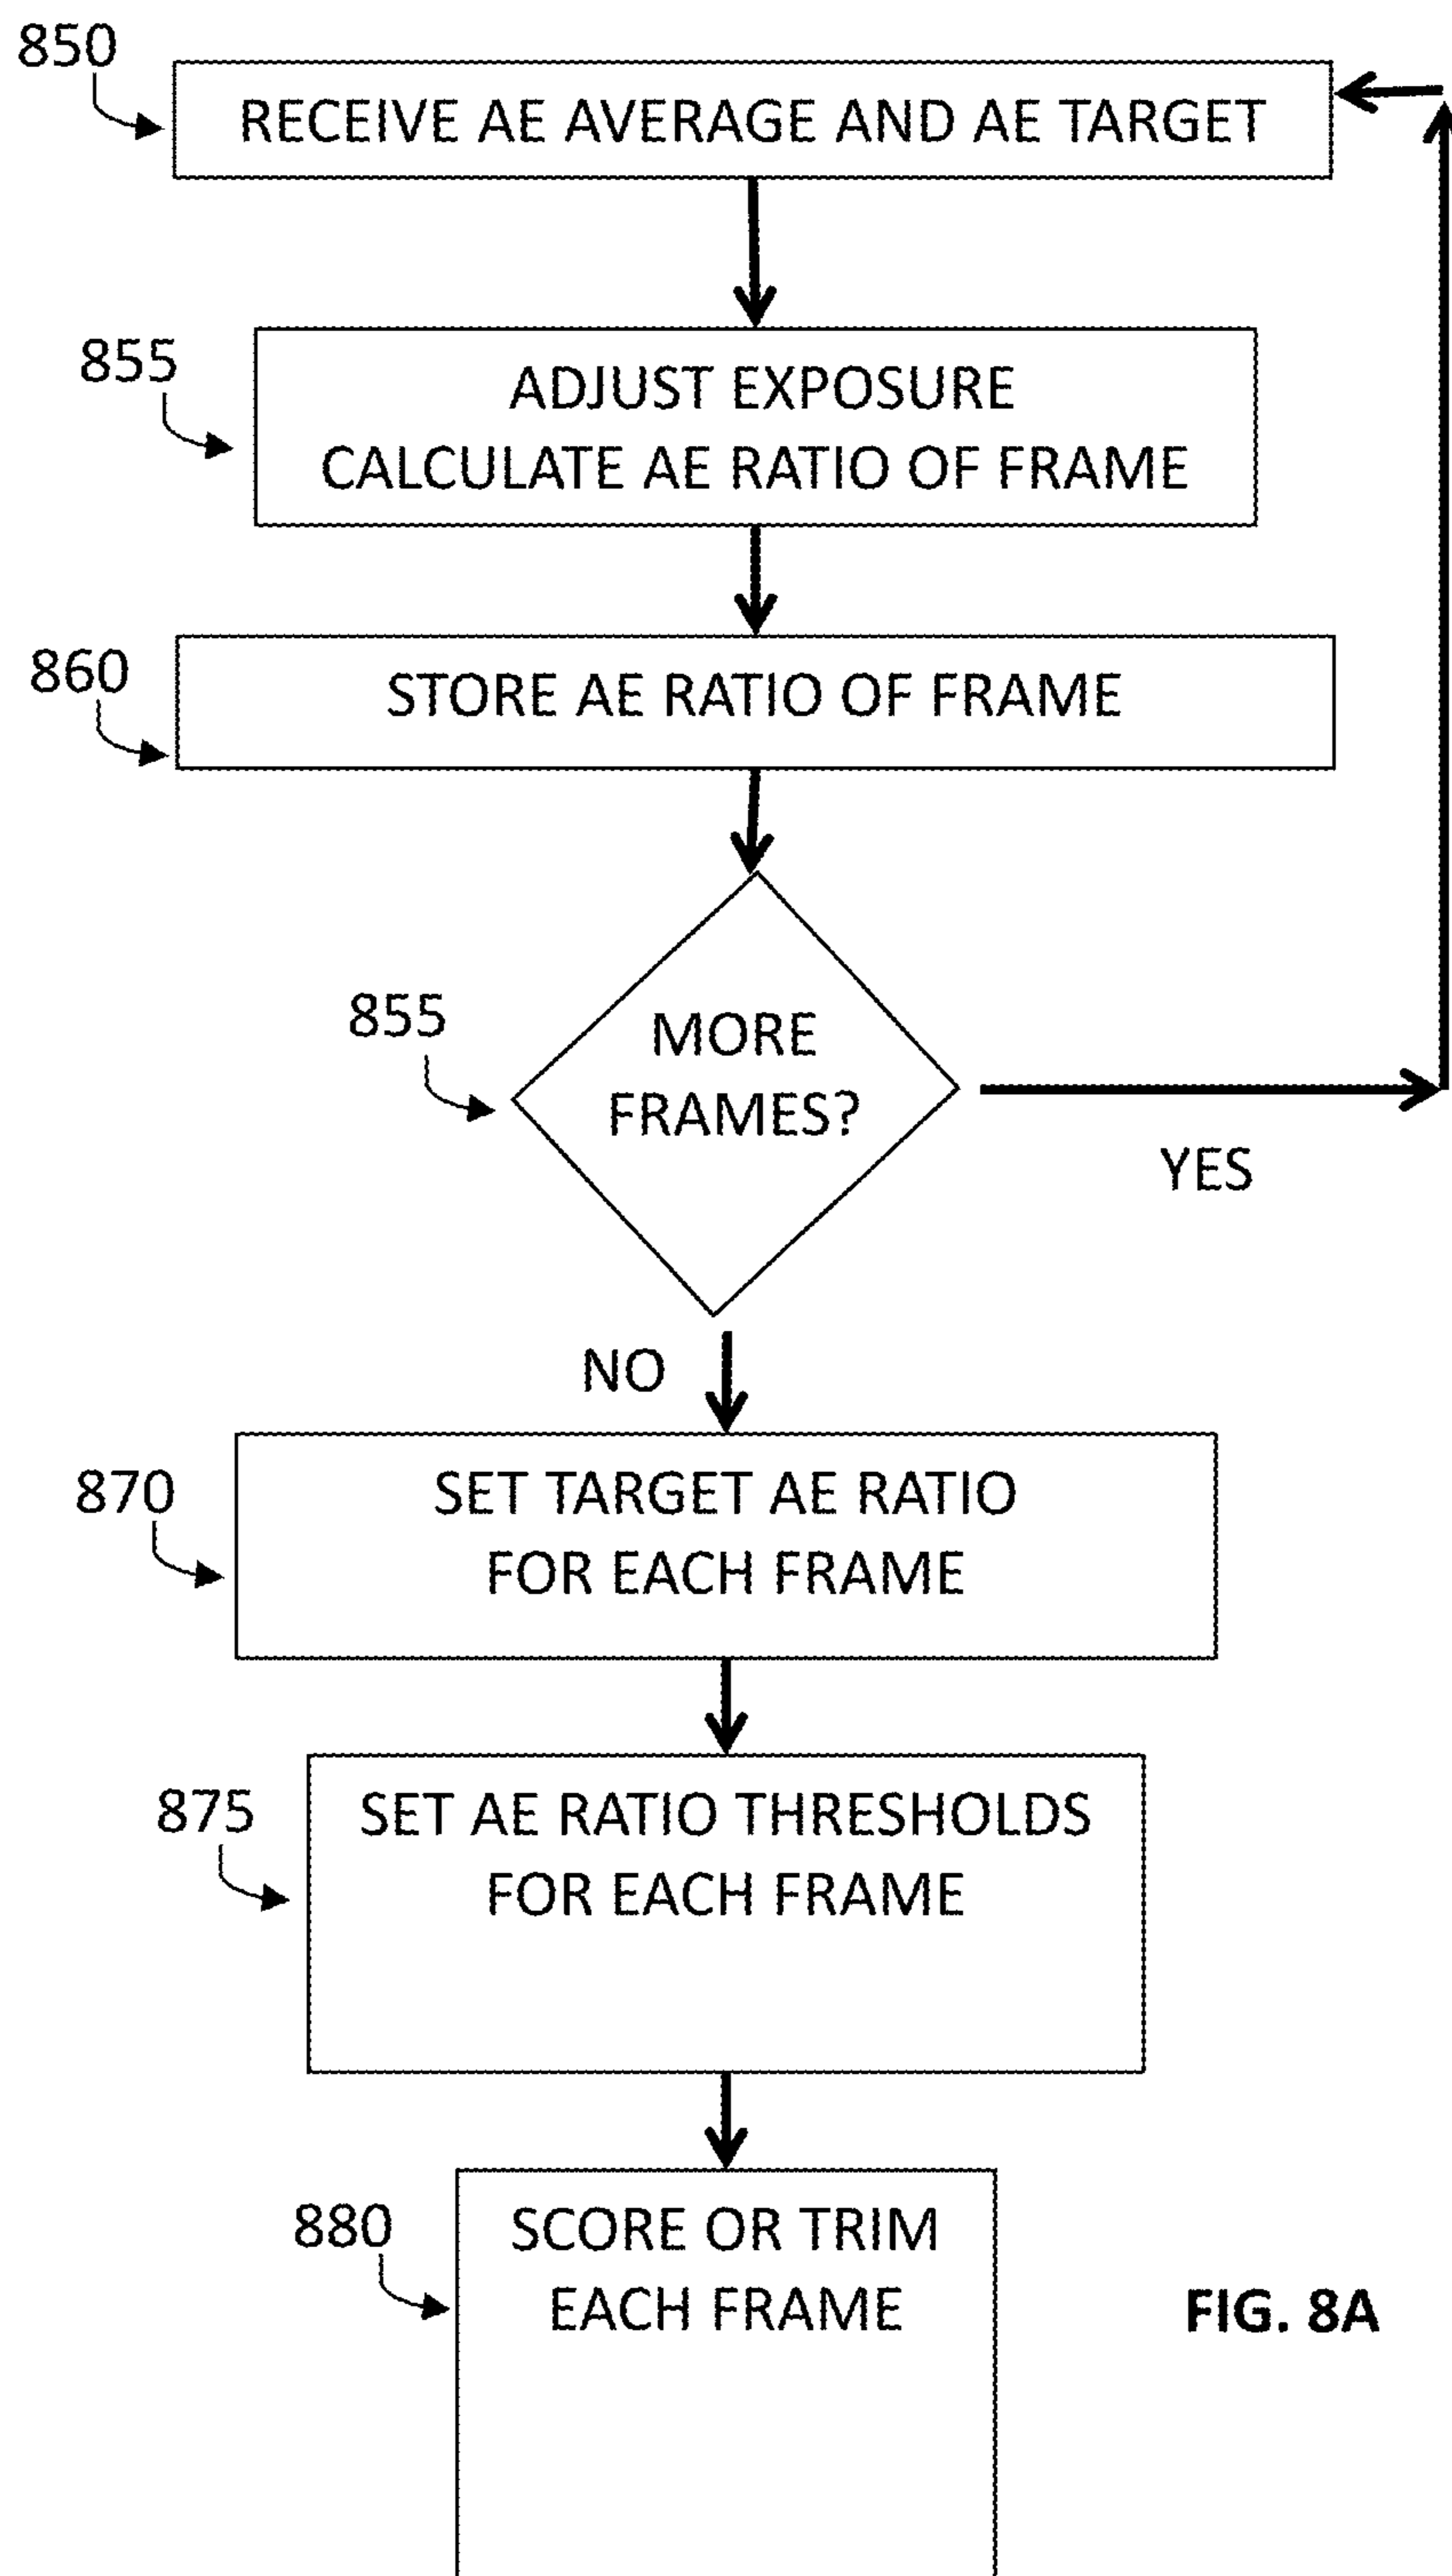 850
RECEIVE AE AVERAGE AND AE TARGET
855
ADJUST EXPOSURE
CALCULATE AE RATIO OF FRAME
860
STORE AE RATIO OF FRAME
855
MORE
FRAMES?
YES
NO
870
SET TARGET AE RATIO
FOR EACH FRAME
875
SET AE RATIO THRESHOLDS
FOR EACH FRAME
880
SCORE OR TRIM
EACH FRAME
FIG. 8A